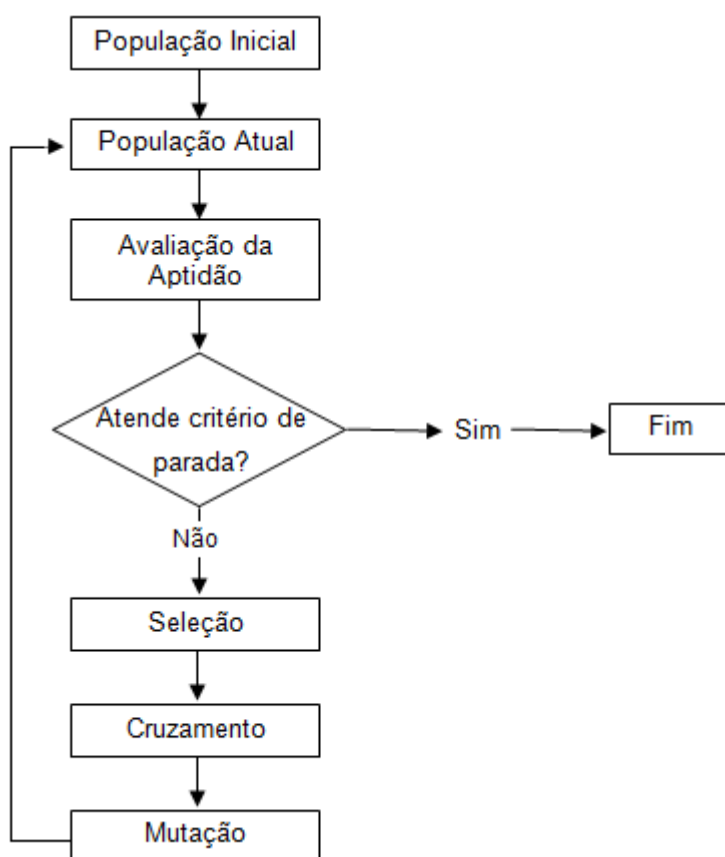 População Inicial
População Atual
Avaliação da
Aptidão
Atende critério de
parada?
Sim
Fim
Não
Seleção
Cruzamento
Mutação